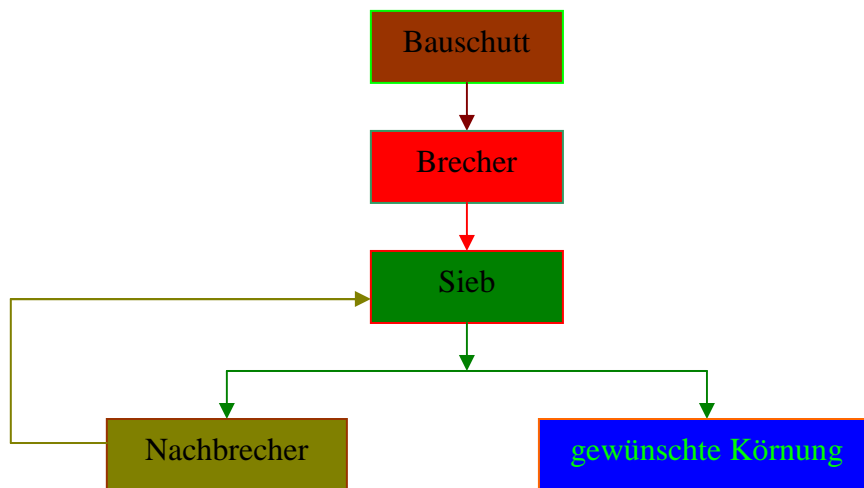 Bauschutt
Brecher
Sieb
Nachbrecher
gewünschte Körnung